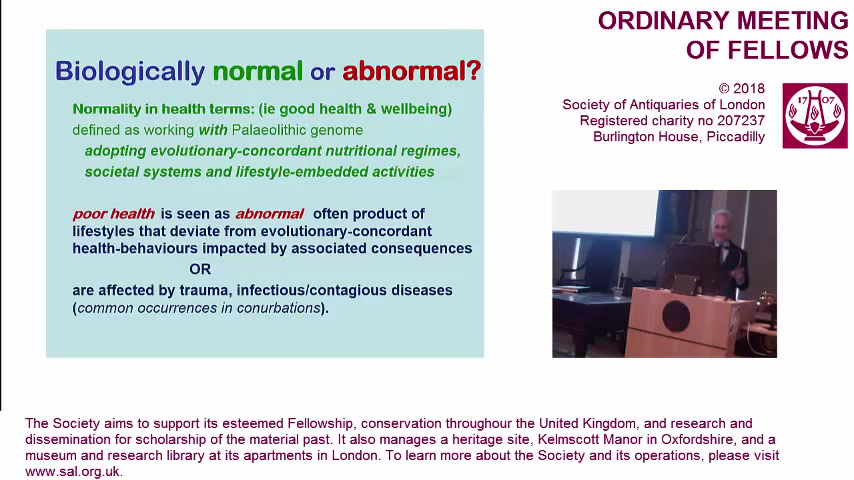 Biologically normal or abnormal?
Normality in health terms: (ie good health & wellbeing)
defined as working with Palaeolithic genome
adopting evolutionary-concordant nutritional regimes,
societal systems and lifestyle-embedded activities
poor health is seen as abnormal often product of
lifestyles that deviate from evolutionary-concordant
health-behaviours impacted by associated consequences
OR
are affected by trauma, infectious/contagious diseases
(common occurrences in conurbations).
ORDINARY MEETING
OF FELLOWS
© 2018
Society of Antiquaries of London
Registered charity no 207237
Burlington House, Piccadilly
17 07
The Society aims to support its esteemed Fellowship, conservation throughour the United Kingdom, and research and
dissemination for scholarship of the material past. It also manages a heritage site, Kelmscott Manor in Oxfordshire, and a
museum and research library at its apartments in London. To learn more about the Society and its operations, please visit
www.sal.org.uk.